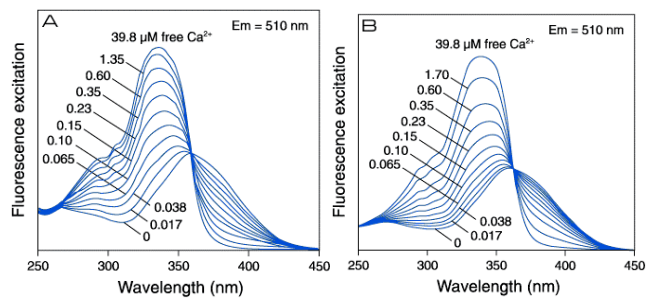 A
Em = 510 nm
39.8 µM free Ca²⁺
1.35
0.60
0.35
0.23
0.15
0.10
0.065
0.038
0.017
0
Fluorescence excitation
250 300 350 400 450
Wavelength (nm)
B
Em = 510 nm
39.8 µM free Ca²⁺
1.70
0.60
0.35
0.23
0.15
0.10
0.065
0.038
0.017
0
Fluorescence excitation
250 300 350 400 450
Wavelength (nm)